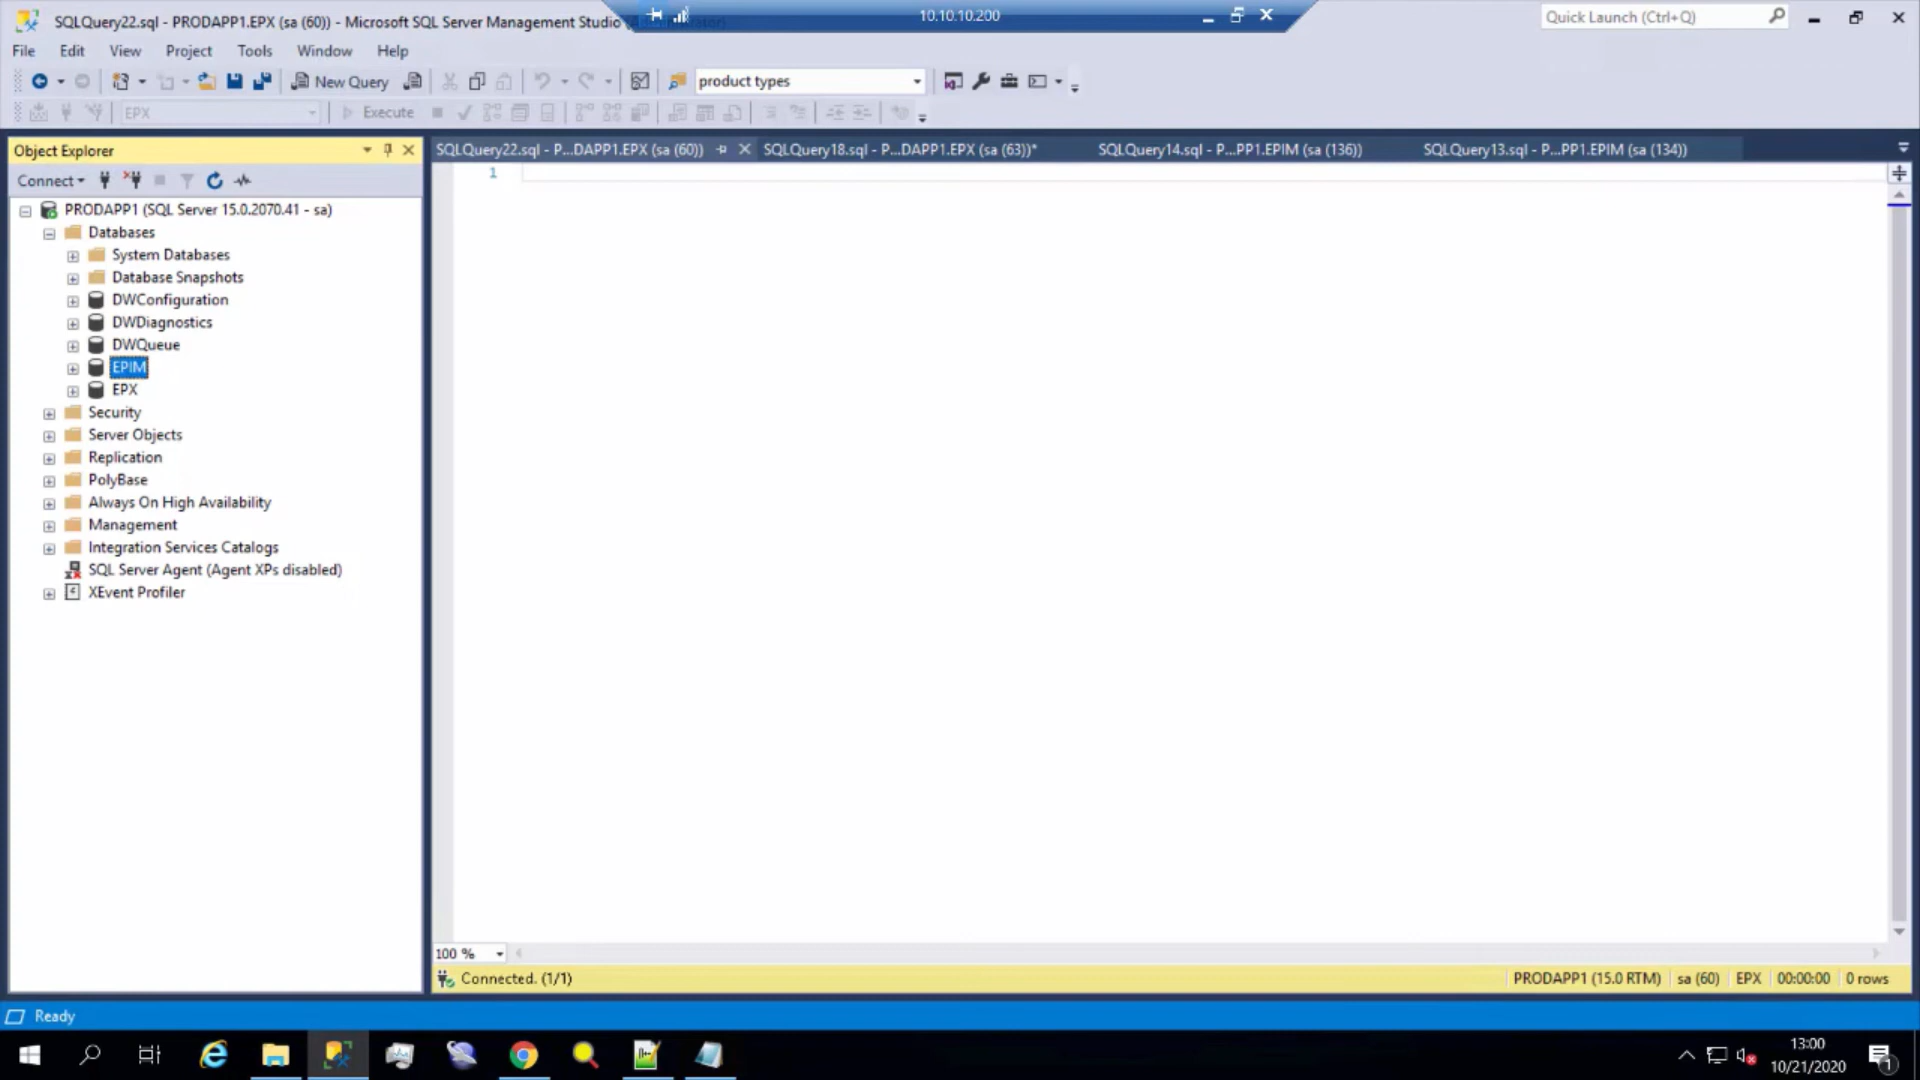 SQLQuery22.sql - PRODAPP1.EPX (sa (60)) - Microsoft SQL Server Management Studio
10.10.10.200
Quick Launch (Ctrl+Q)
File Edit View Project Tools Window Help
New Query
product types
EPX
Execute
Object Explorer
SQLQuery22.sql - P...DAPP1.EPX (sa (60))
SQLQuery18.sql - P...DAPP1.EPX (sa (63))*
SQLQuery14.sql - P...PP1.EPIM (sa (136))
SQLQuery13.sql - P...PP1.EPIM (sa (134))
Connect
1
PRODAPP1 (SQL Server 15.0.2070.41 - sa)
Databases
System Databases
Database Snapshots
DWConfiguration
DWDiagnostics
DWQueue
EPIM
EPX
Security
Server Objects
Replication
PolyBase
Always On High Availability
Management
Integration Services Catalogs
SQL Server Agent (Agent XPs disabled)
XEvent Profiler
100 %
Connected. (1/1)
PRODAPP1 (15.0 RTM)
sa (60)
EPX
00:00:00
0 rows
Ready
13:00
10/21/2020
1